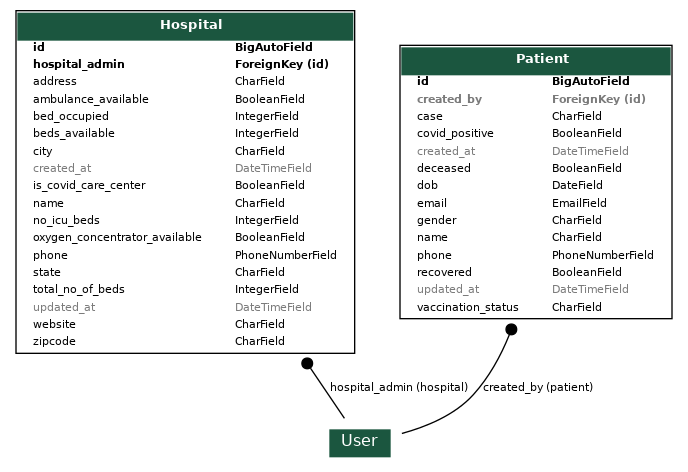 Hospital
id BigAutoField
hospital_admin ForeignKey (id)
address CharField
ambulance_available BooleanField
bed_occupied IntegerField
beds_available IntegerField
city CharField
created_at DateTimeField
is_covid_care_center BooleanField
name CharField
no_icu_beds IntegerField
oxygen_concentrator_available BooleanField
phone PhoneNumberField
state CharField
total_no_of_beds IntegerField
updated_at DateTimeField
website CharField
zipcode CharField
Patient
id BigAutoField
created_by ForeignKey (id)
case CharField
covid_positive BooleanField
created_at DateTimeField
deceased BooleanField
dob DateField
email EmailField
gender CharField
name CharField
phone PhoneNumberField
recovered BooleanField
updated_at DateTimeField
vaccination_status CharField
hospital_admin (hospital)
created_by (patient)
User